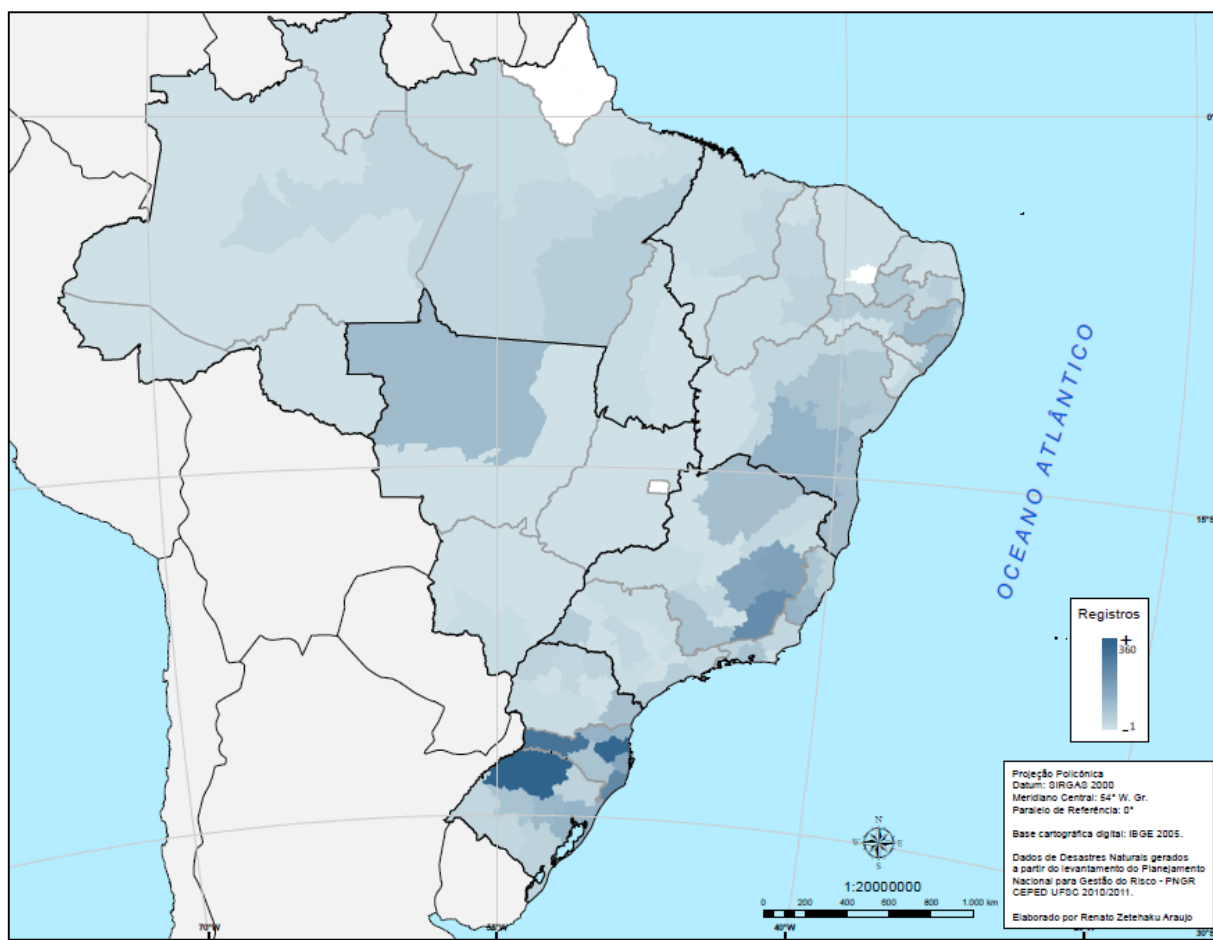 0°
OCEANO ATLÂNTICO
15°S
Registros
+
360
1
Projeção Policônica
Datum: SIRGAS 2000
Meridiano Central: 54° W. Gr.
Paralelo de Referência: 0°
Base cartográfica digital: IBGE 2005.
Dados de Desastres Naturais gerados
a partir do levantamento do Planejamento
Nacional para Gestão do Risco - PNGR
CEPED UFSC 2010/2011.
Elaborado por Renato Zetehaku Araujo
N
W E
S
1:20000000
0 200 400 600 800 1.000 km
70°W 55°W 40°W 30°S